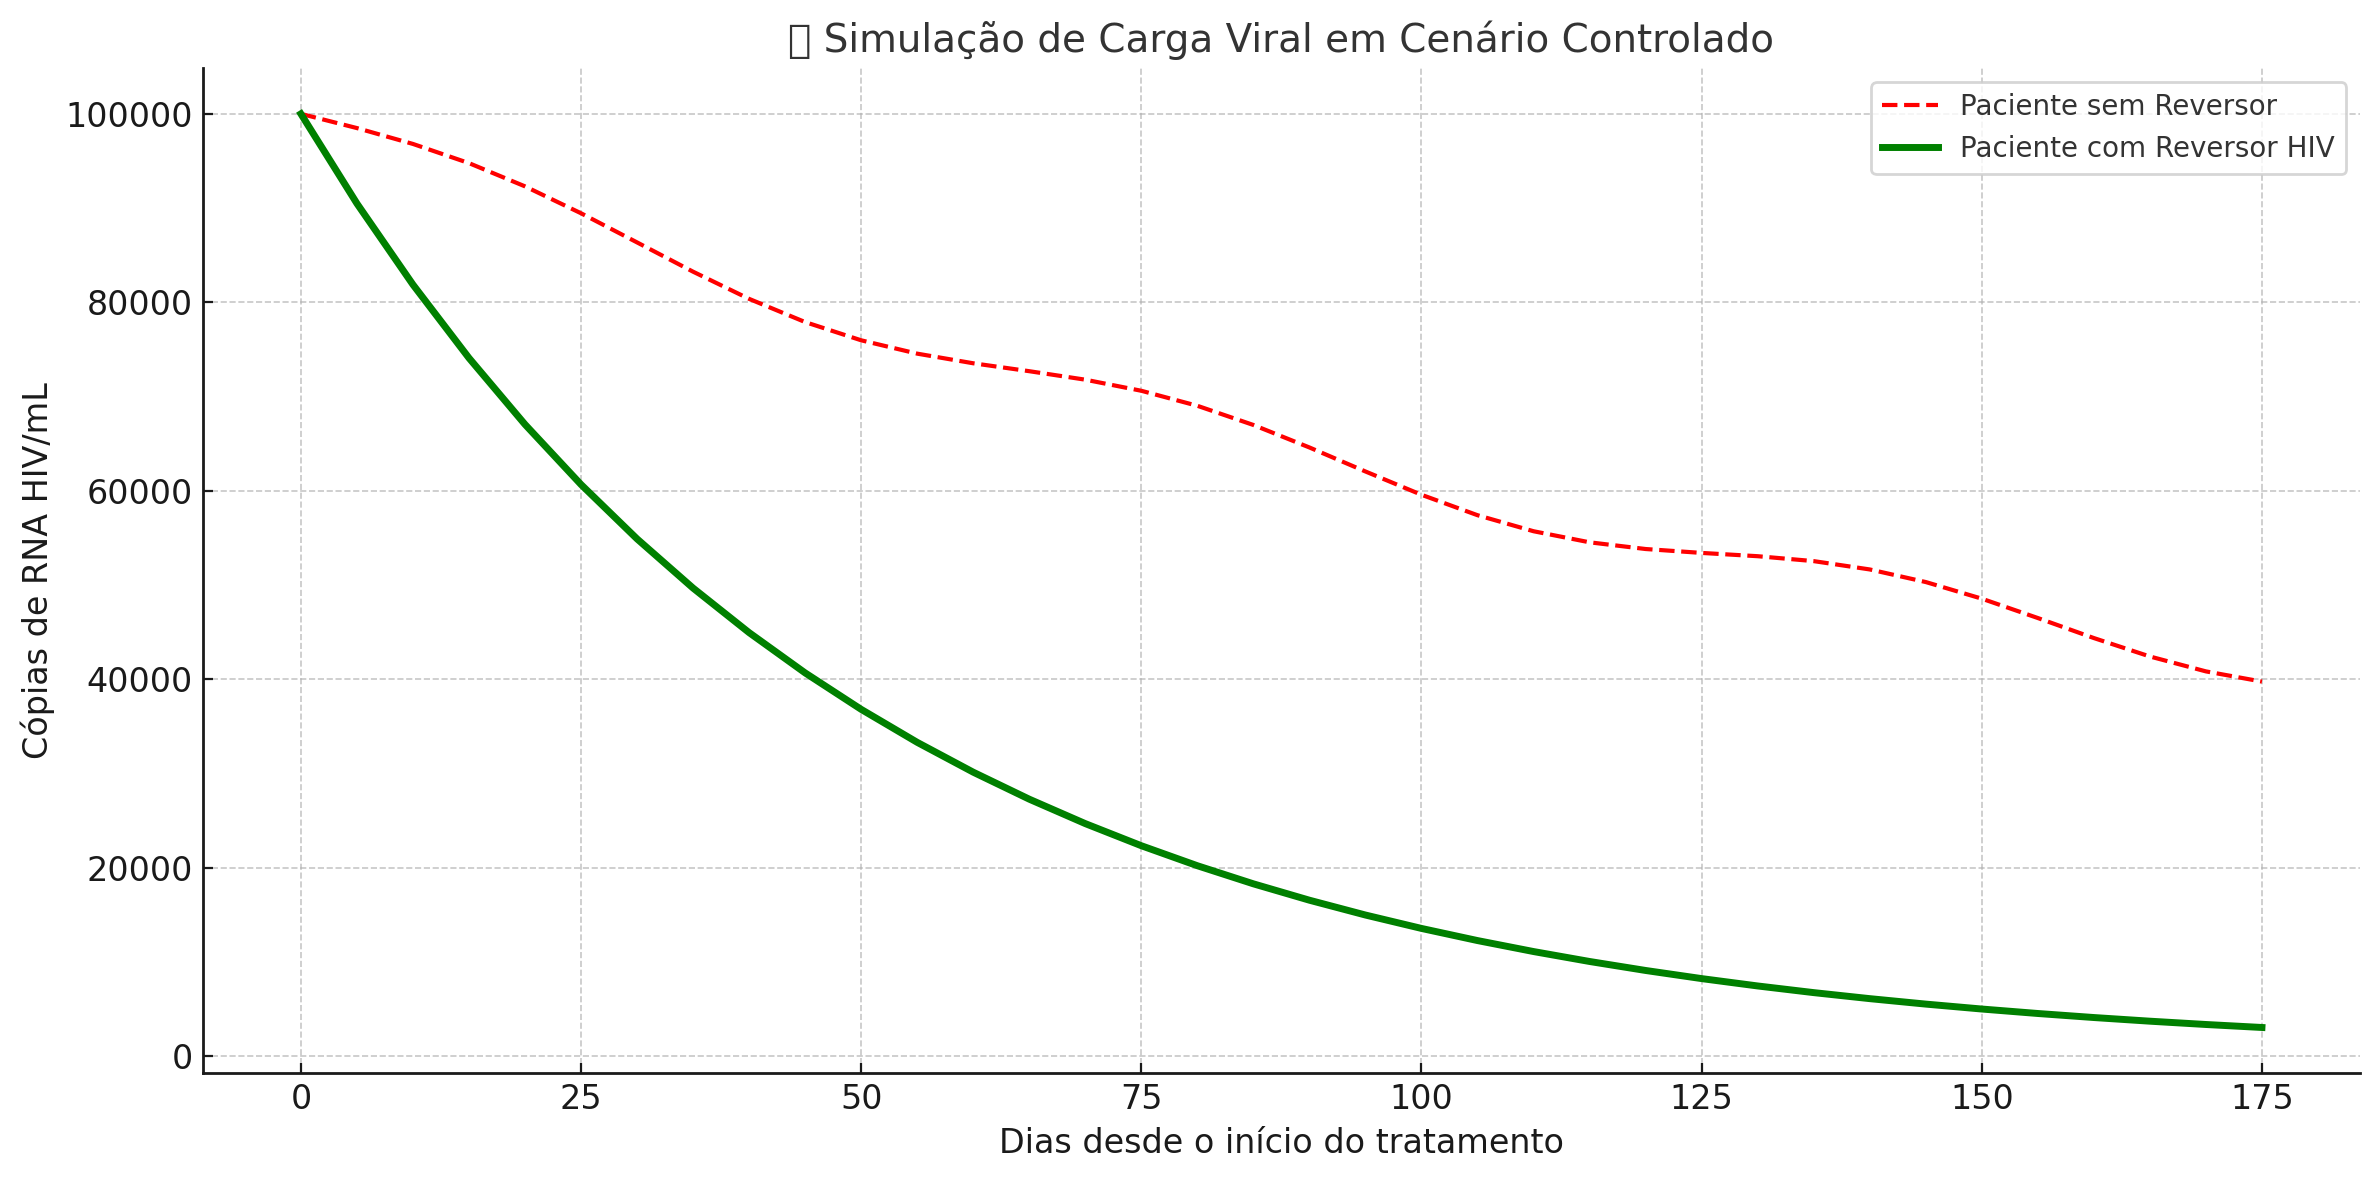 Simulação de Carga Viral em Cenário Controlado
Paciente sem Reversor
Paciente com Reversor HIV
Cópias de RNA HIV/mL
100000
80000
60000
40000
20000
0
0 25 50 75 100 125 150 175
Dias desde o início do tratamento